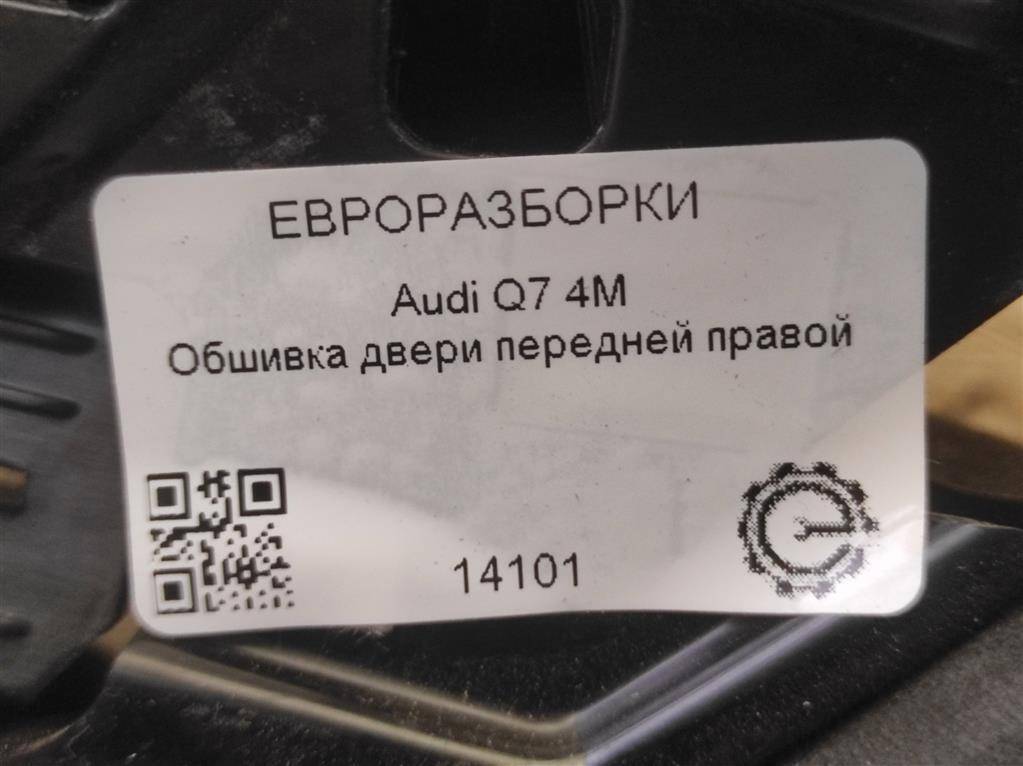 ЕВРОРАЗБОРКИ
Audi Q7 4M
Обшивка двери передней правой
14101